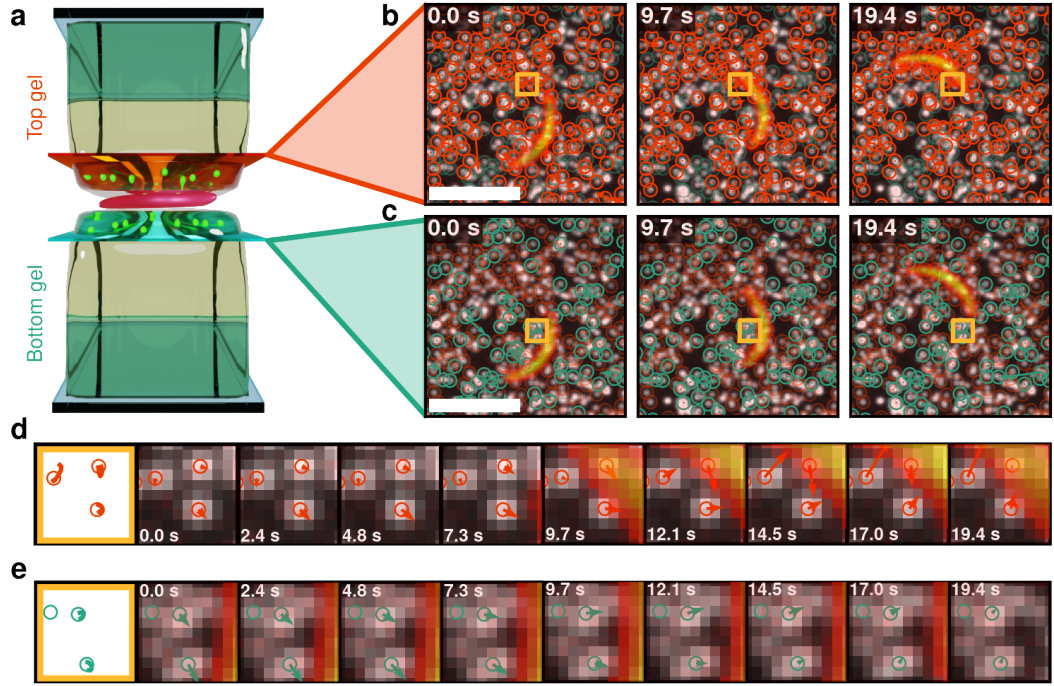 a
Top gel
Bottom gel
b
0.0 s
9.7 s
19.4 s
c
0.0 s
9.7 s
19.4 s
d
0.0 s
2.4 s
4.8 s
7.3 s
9.7 s
12.1 s
14.5 s
17.0 s
19.4 s
e
0.0 s
2.4 s
4.8 s
7.3 s
9.7 s
12.1 s
14.5 s
17.0 s
19.4 s